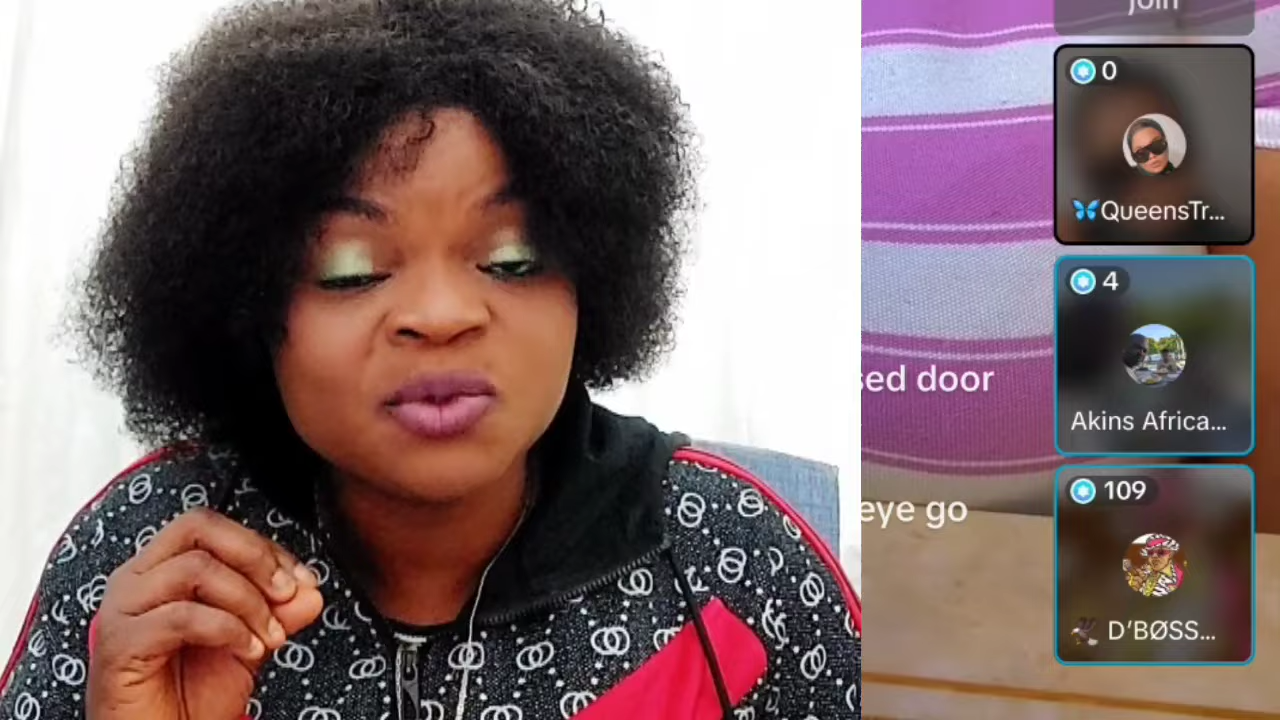 join
0
🦋QueensTr...
4
sed door
Akins Africa...
109
eye go
D'BØSS...